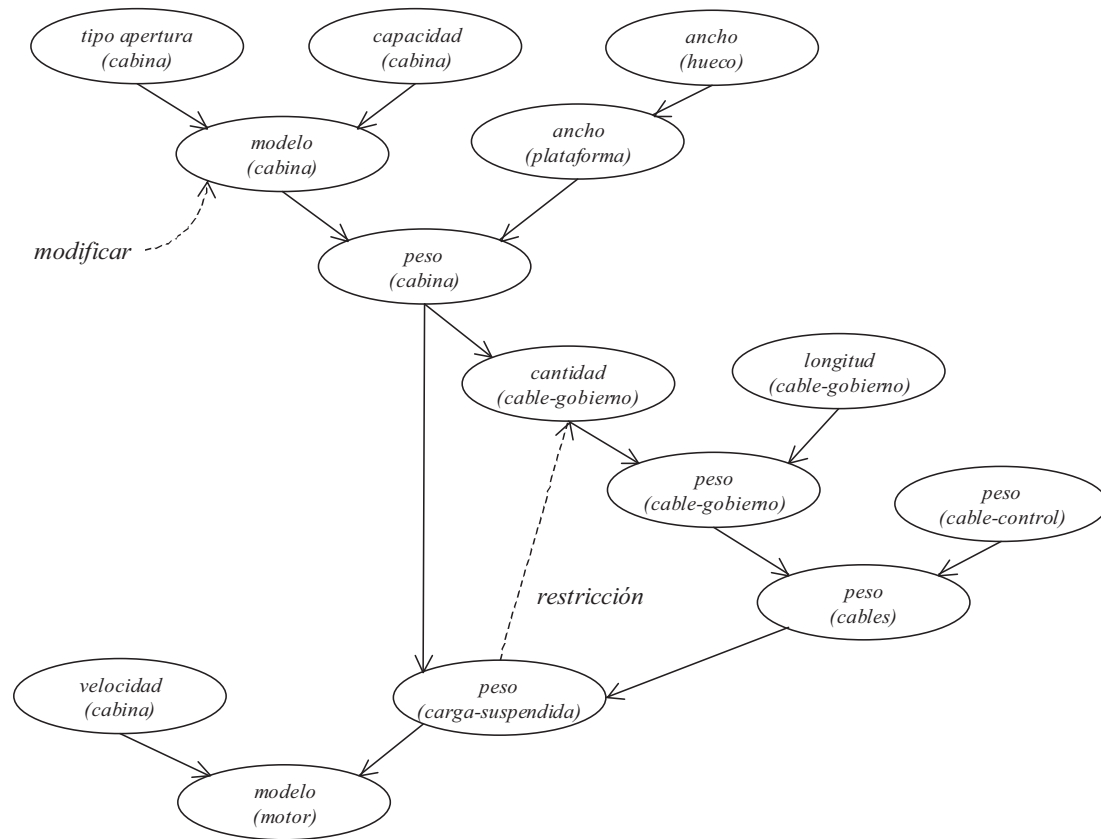 tipo apertura
(cabina)
capacidad
(cabina)
ancho
(hueco)
modelo
(cabina)
ancho
(plataforma)
modificar
peso
(cabina)
cantidad
(cable-gobierno)
longitud
(cable-gobierno)
peso
(cable-gobierno)
peso
(cable-control)
restricción
peso
(cables)
velocidad
(cabina)
peso
(carga-suspendida)
modelo
(motor)